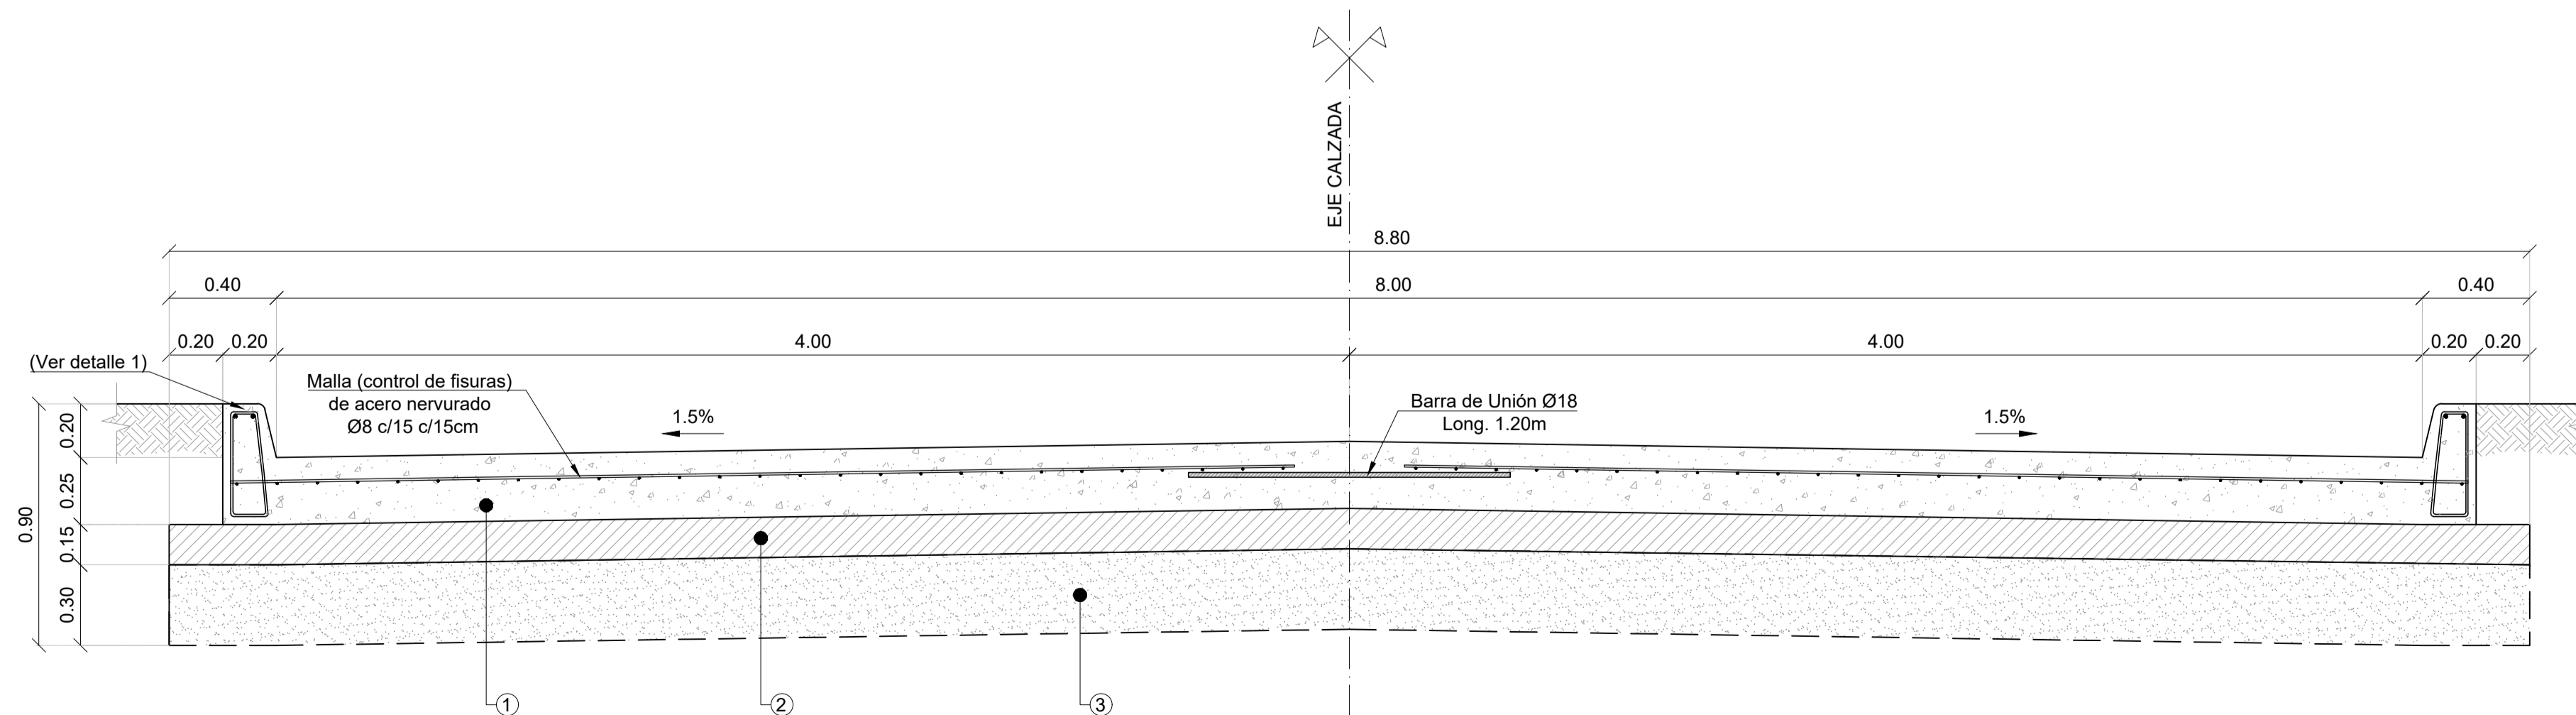 EJE CALZADA
8.80
0.40
8.00
0.40
0.20
0.20
4.00
4.00
0.20
0.20
(Ver detalle 1)
Malla (control de fisuras)
de acero nervurado
Ø8 c/15 c/15cm
1.5%
Barra de Unión Ø18
Long. 1.20m
1.5%
0.20
0.25
0.90
0.15
0.30
1
2
3